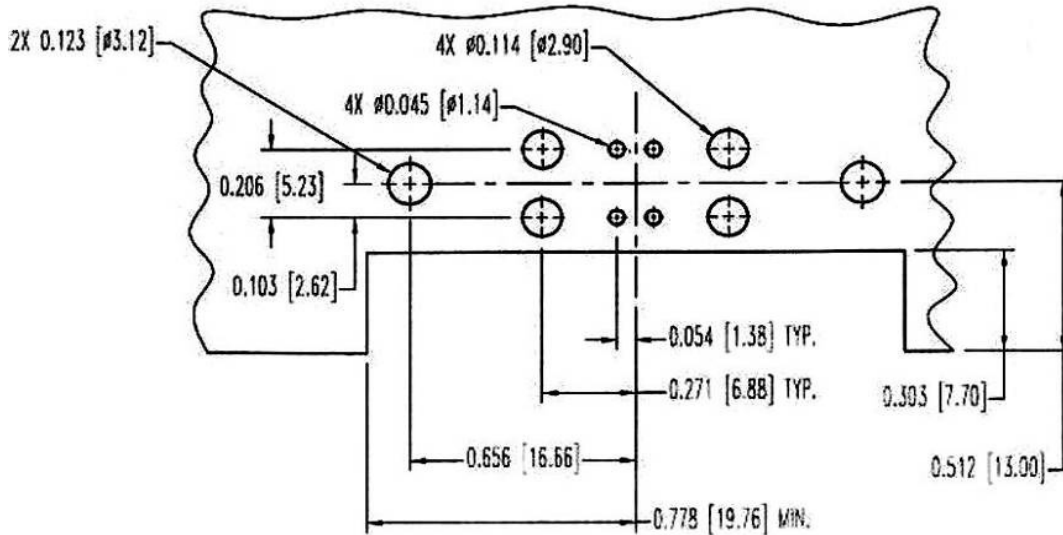 2X 0.123 [ø3.12]
4X ø0.114 [ø2.90]
4X ø0.045 [ø1.14]
0.206 [5.23]
0.103 [2.62]
0.054 [1.38] TYP.
0.271 [6.88] TYP.
0.303 [7.70]
0.656 [16.66]
0.512 [13.00]
0.778 [19.76] MIN.